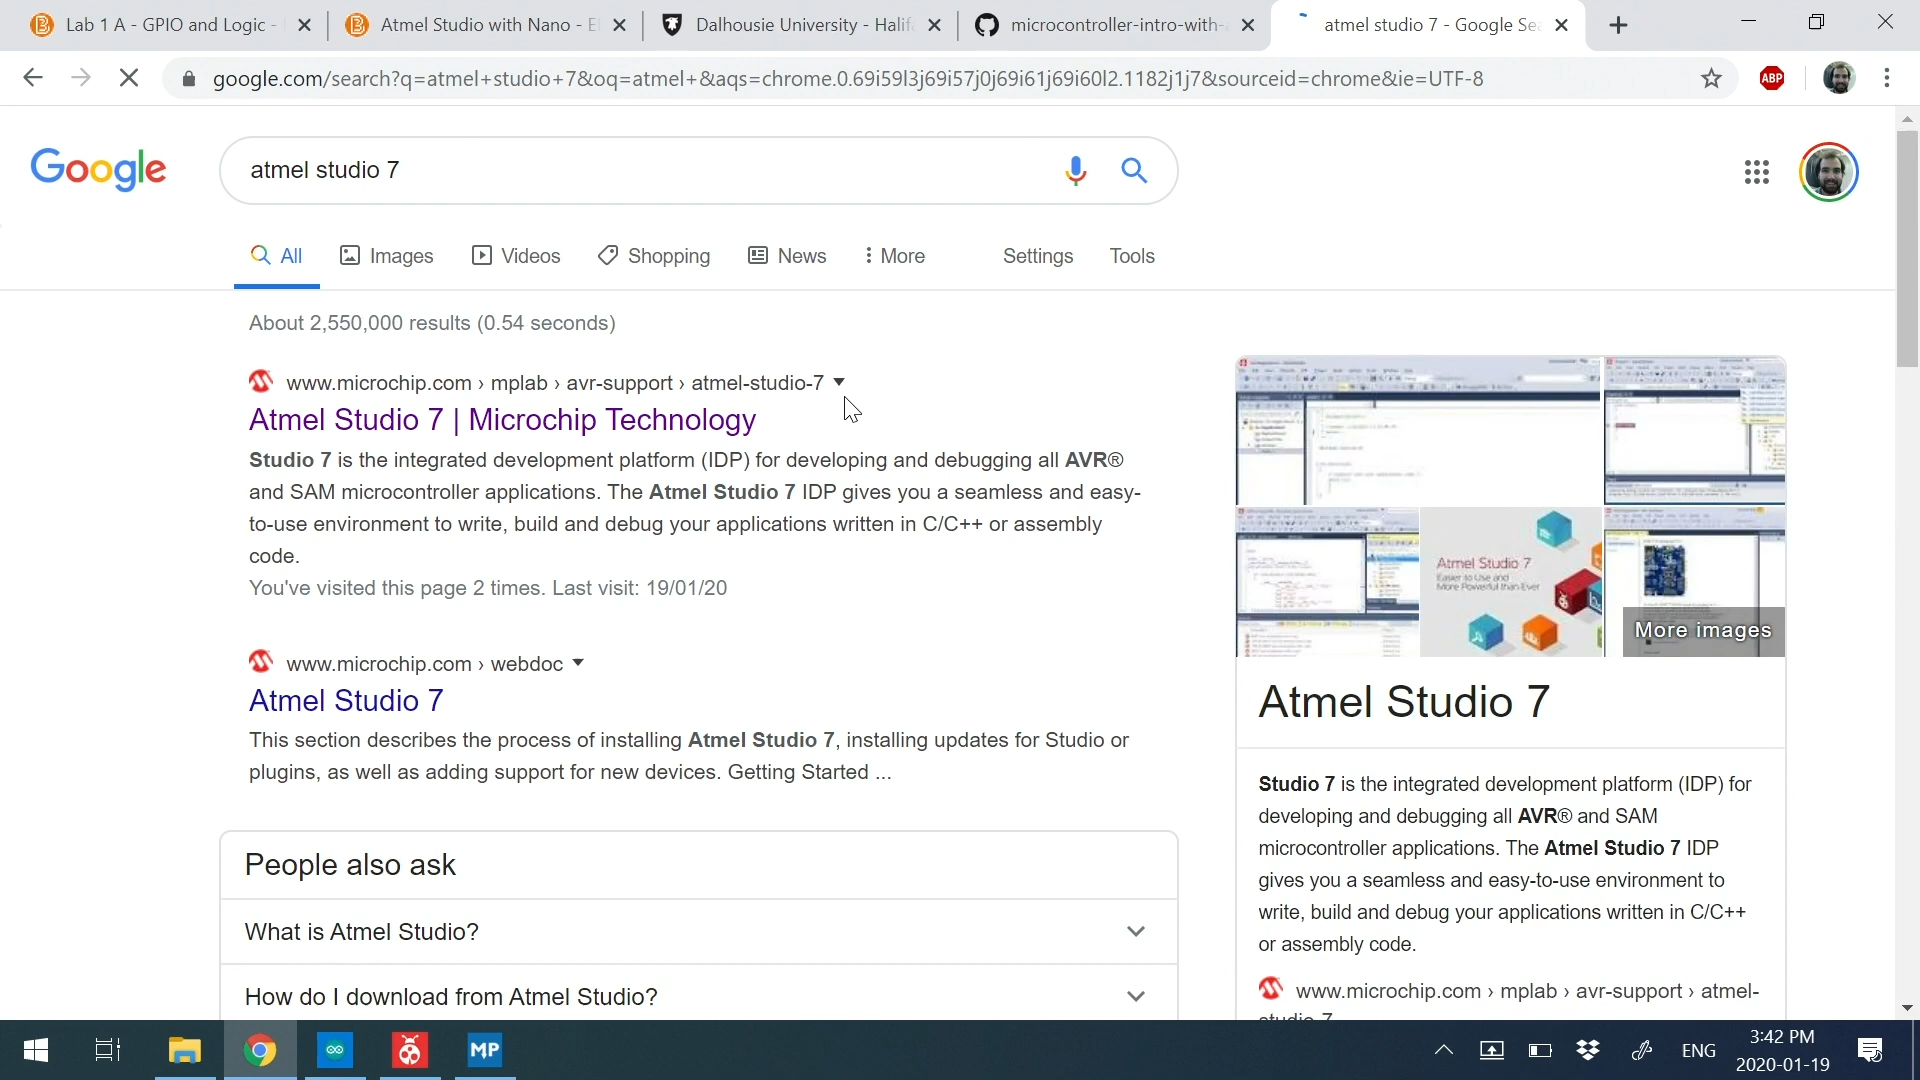 Lab 1 A - GPIO and Logic -
Atmel Studio with Nano - El
Dalhousie University - Halif
microcontroller-intro-with-
atmel studio 7 - Google Se
google.com/search?q=atmel+studio+7&oq=atmel+&aqs=chrome.0.69i59l3j69i57j0j69i61j69i60l2.1182j1j7&sourceid=chrome&ie=UTF-8
ABP
Google
atmel studio 7
All
Images
Videos
Shopping
News
More
Settings
Tools
About 2,550,000 results (0.54 seconds)
www.microchip.com › mplab › avr-support › atmel-studio-7
Atmel Studio 7 | Microchip Technology
Studio 7 is the integrated development platform (IDP) for developing and debugging all AVR®
and SAM microcontroller applications. The Atmel Studio 7 IDP gives you a seamless and easy-
to-use environment to write, build and debug your applications written in C/C++ or assembly
code.
You've visited this page 2 times. Last visit: 19/01/20
www.microchip.com › webdoc
Atmel Studio 7
This section describes the process of installing Atmel Studio 7, installing updates for Studio or
plugins, as well as adding support for new devices. Getting Started ...
People also ask
What is Atmel Studio?
How do I download from Atmel Studio?
Atmel Studio 7
Easier to Use and
More Powerful than Ever
More images
Atmel Studio 7
Studio 7 is the integrated development platform (IDP) for
developing and debugging all AVR® and SAM
microcontroller applications. The Atmel Studio 7 IDP
gives you a seamless and easy-to-use environment to
write, build and debug your applications written in C/C++
or assembly code.
www.microchip.com › mplab › avr-support › atmel-
studio-7
MP
ENG
3:42 PM
2020-01-19